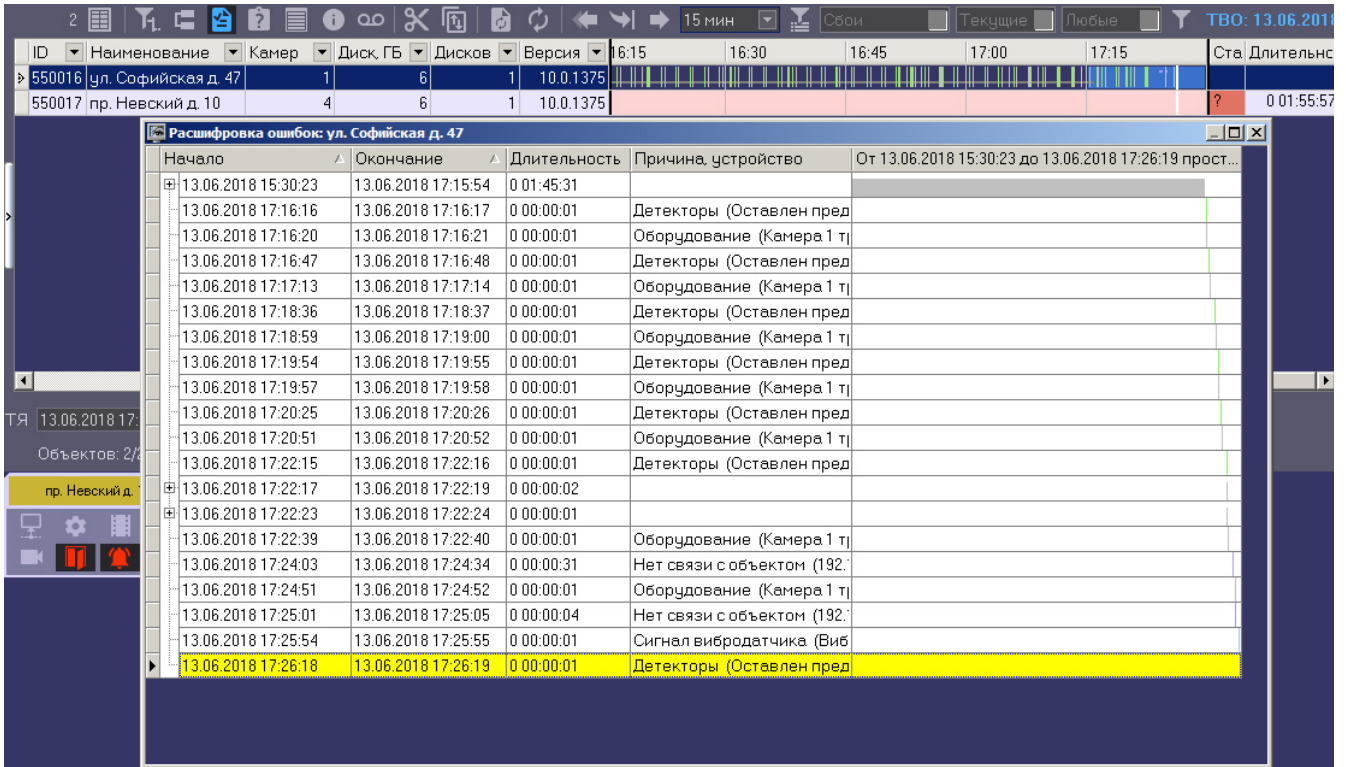 2 15 мин Сбои Текущие Любые ТВО: 13.06.2018
ID Наименование Камер Диск, ГБ Дисков Версия 16:15 16:30 16:45 17:00 17:15 Ста Длительнс
550016 ул. Софийская д. 47 1 6 1 10.0.1375
550017 пр. Невский д. 10 4 6 1 10.0.1375 ? 0 01:55:57
Расшифровка ошибок: ул. Софийская д. 47
Начало Окончание Длительность Причина, устройство От 13.06.2018 15:30:23 до 13.06.2018 17:26:19 прост...
13.06.2018 15:30:23 13.06.2018 17:15:54 0 01:45:31
13.06.2018 17:16:16 13.06.2018 17:16:17 0 00:00:01 Детекторы (Оставлен пред
13.06.2018 17:16:20 13.06.2018 17:16:21 0 00:00:01 Оборудование (Камера 1 т
13.06.2018 17:16:47 13.06.2018 17:16:48 0 00:00:01 Детекторы (Оставлен пред
13.06.2018 17:17:13 13.06.2018 17:17:14 0 00:00:01 Оборудование (Камера 1 т
13.06.2018 17:18:36 13.06.2018 17:18:37 0 00:00:01 Детекторы (Оставлен пред
13.06.2018 17:18:59 13.06.2018 17:19:00 0 00:00:01 Оборудование (Камера 1 т
13.06.2018 17:19:54 13.06.2018 17:19:55 0 00:00:01 Детекторы (Оставлен пред
13.06.2018 17:19:57 13.06.2018 17:19:58 0 00:00:01 Оборудование (Камера 1 т
13.06.2018 17:20:25 13.06.2018 17:20:26 0 00:00:01 Детекторы (Оставлен пред
13.06.2018 17:20:51 13.06.2018 17:20:52 0 00:00:01 Оборудование (Камера 1 т
13.06.2018 17:22:15 13.06.2018 17:22:16 0 00:00:01 Детекторы (Оставлен пред
13.06.2018 17:22:17 13.06.2018 17:22:19 0 00:00:02
13.06.2018 17:22:23 13.06.2018 17:22:24 0 00:00:01
13.06.2018 17:22:39 13.06.2018 17:22:40 0 00:00:01 Оборудование (Камера 1 т
13.06.2018 17:24:03 13.06.2018 17:24:34 0 00:00:31 Нет связи с объектом (192.
13.06.2018 17:24:51 13.06.2018 17:24:52 0 00:00:01 Оборудование (Камера 1 т
13.06.2018 17:25:01 13.06.2018 17:25:05 0 00:00:04 Нет связи с объектом (192.
13.06.2018 17:25:54 13.06.2018 17:25:55 0 00:00:01 Сигнал вибродатчика (Виб
13.06.2018 17:26:18 13.06.2018 17:26:19 0 00:00:01 Детекторы (Оставлен пред
ТЯ 13.06.2018 17:
Объектов: 2/2
пр. Невский д.